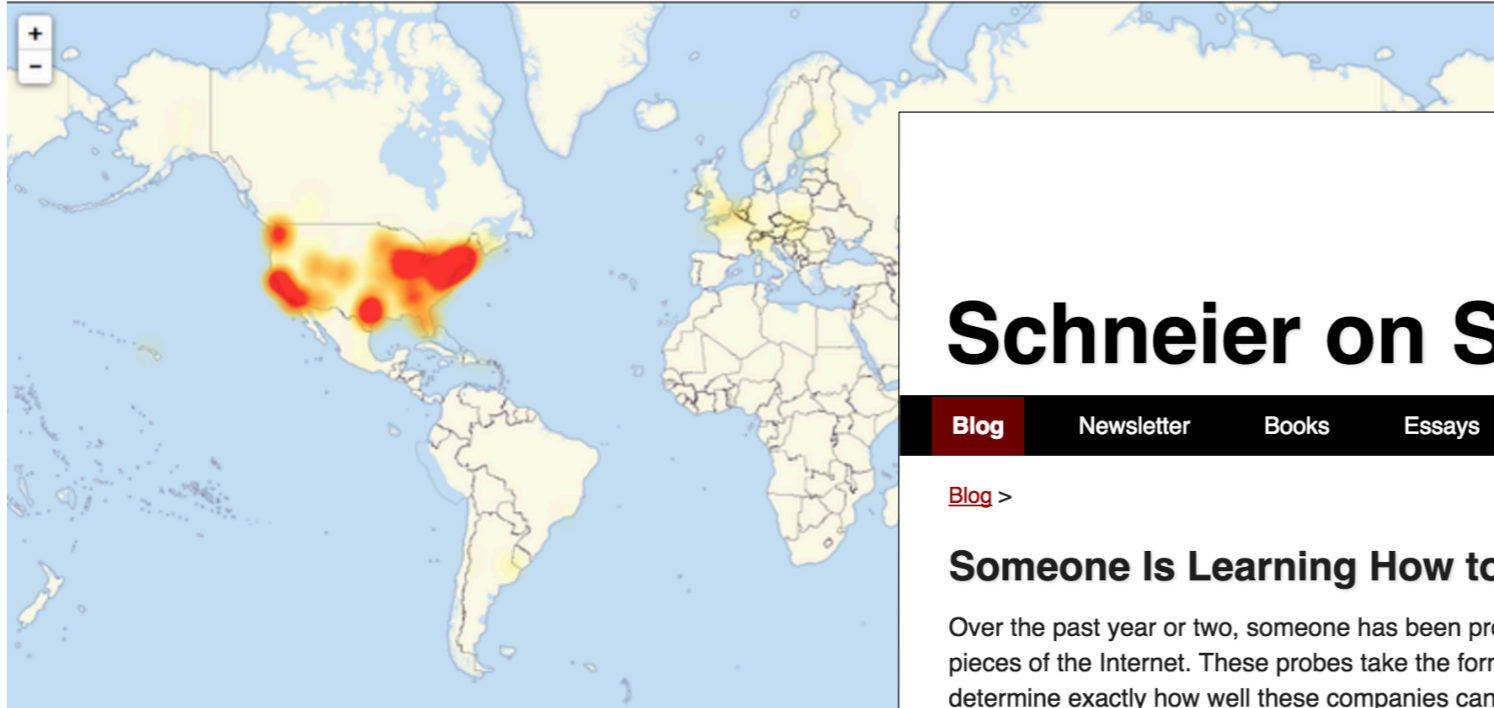 +
−
Schneier on S
Blog Newsletter Books Essays
Blog >
Someone Is Learning How to
Over the past year or two, someone has been pro
pieces of the Internet. These probes take the form
determine exactly how well these companies can